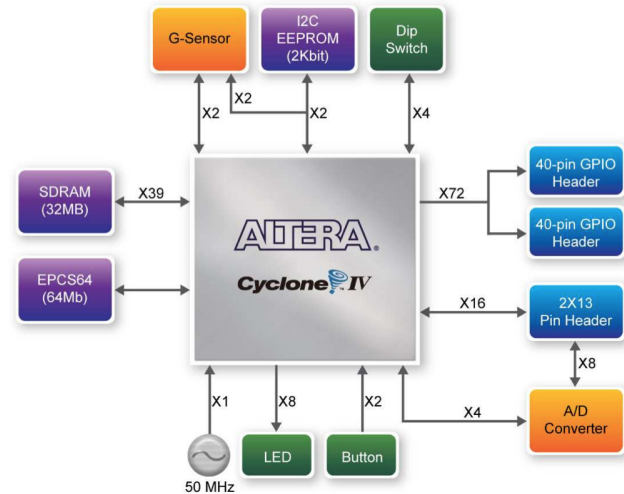 G-Sensor
I2C
EEPROM
(2Kbit)
Dip
Switch
X2
X2
X2
X4
SDRAM
(32MB)
X39
EPCS64
(64Mb)
ALTERA®
Cyclone™ IV
X72
40-pin GPIO
Header
40-pin GPIO
Header
X16
2X13
Pin Header
X8
X4
A/D
Converter
X1
X8
X2
50 MHz
LED
Button